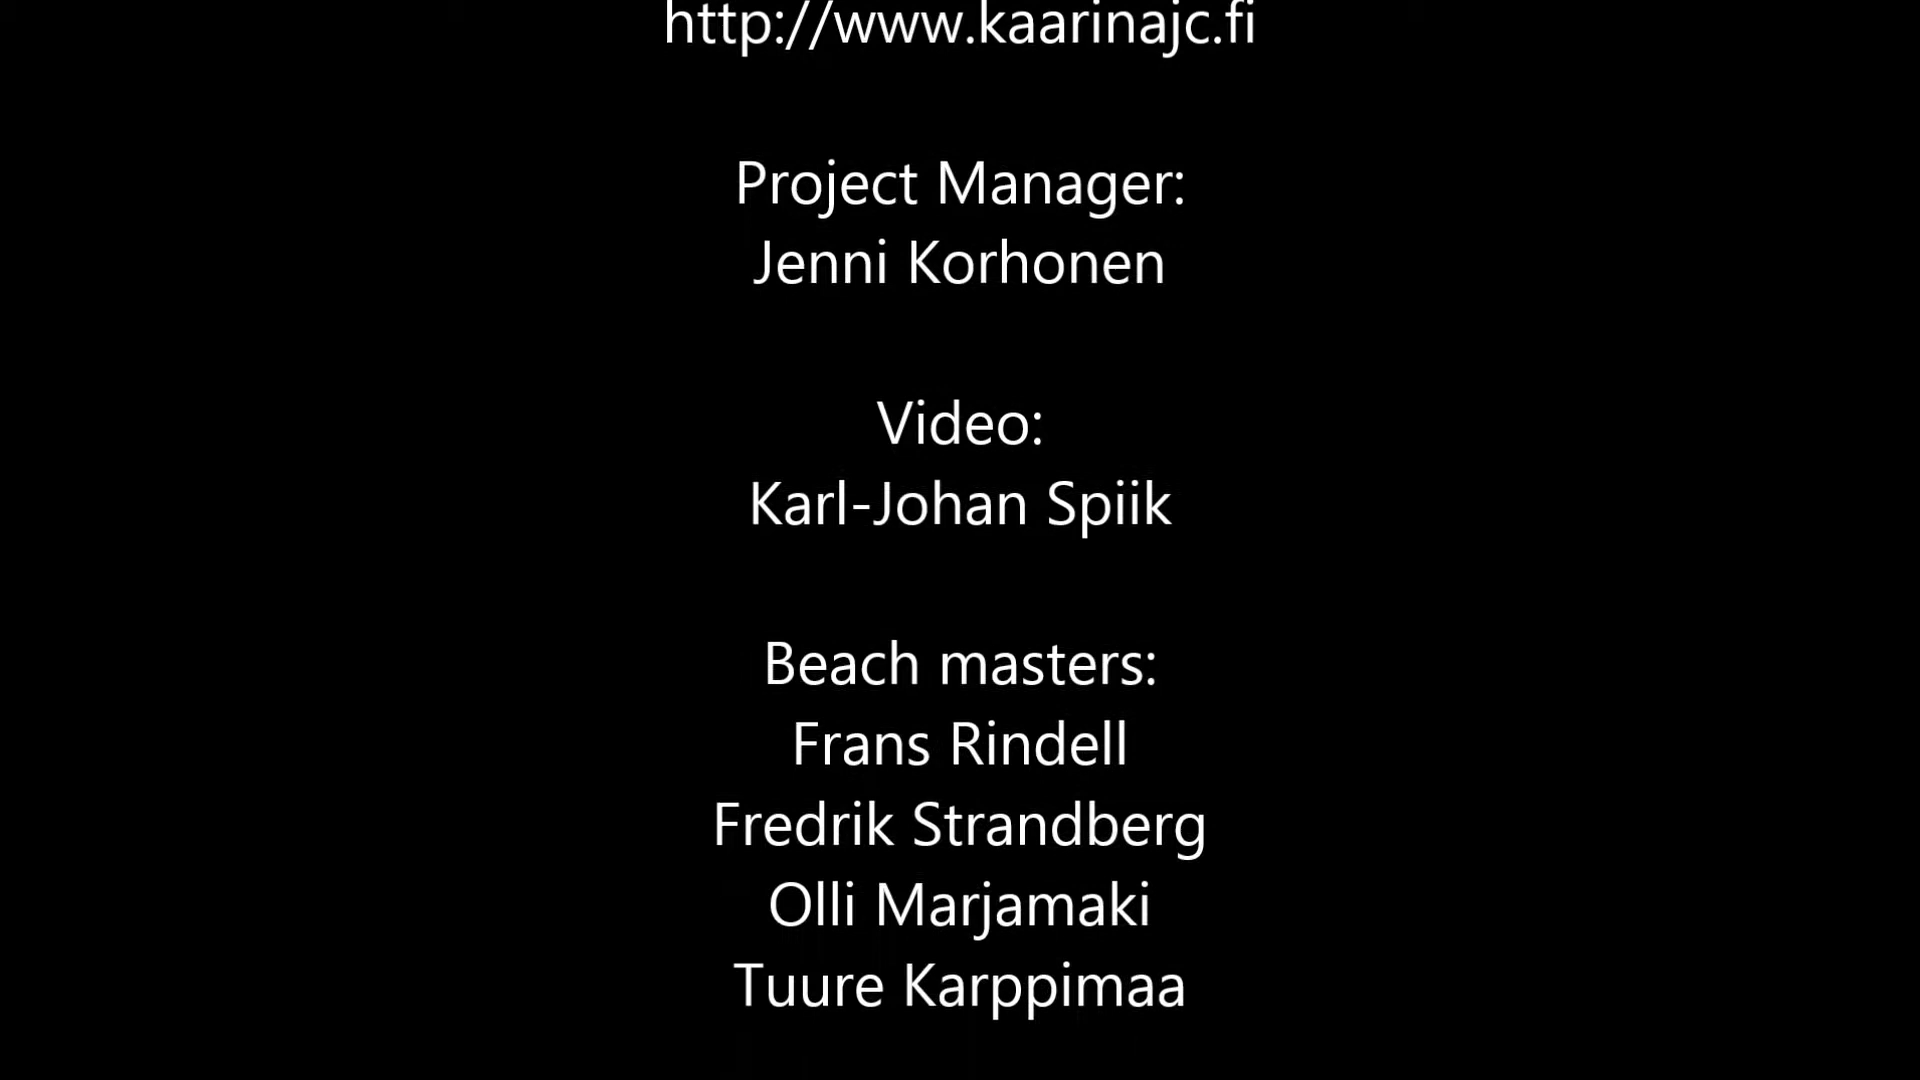 http://www.kaarinajc.fi
Project Manager:
Jenni Korhonen
Video:
Karl-Johan Spiik
Beach masters:
Frans Rindell
Fredrik Strandberg
Olli Marjamaki
Tuure Karppimaa